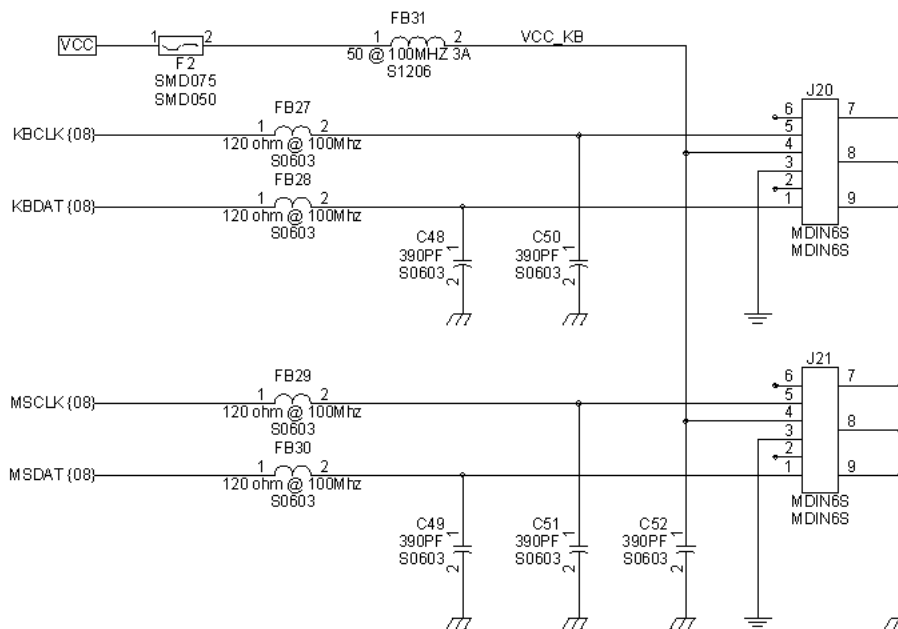 FB31
VCC 1 2 1 2 VCC_KB
50 @ 100MHZ 3A
F2 S1206
SMD075
SMD050
J20
FB27
6 7
KBCLK {08} 1 2 5
120 ohm @ 100Mhz 4
S0603 3 8
FB28
2
KBDAT {08} 1 2 1 9
120 ohm @ 100Mhz
S0603
MDIN6S
MDIN6S
C48 1 C50 1
390PF 390PF
S0603 S0603
2 2
J21
FB29
6 7
MSCLK {08} 1 2 5
120 ohm @ 100Mhz 4
S0603 3 8
FB30
2
MSDAT {08} 1 2 1 9
120 ohm @ 100Mhz
S0603
MDIN6S
MDIN6S
C49 1 C51 1 C52 1
390PF 390PF 390PF
S0603 S0603 S0603
2 2 2